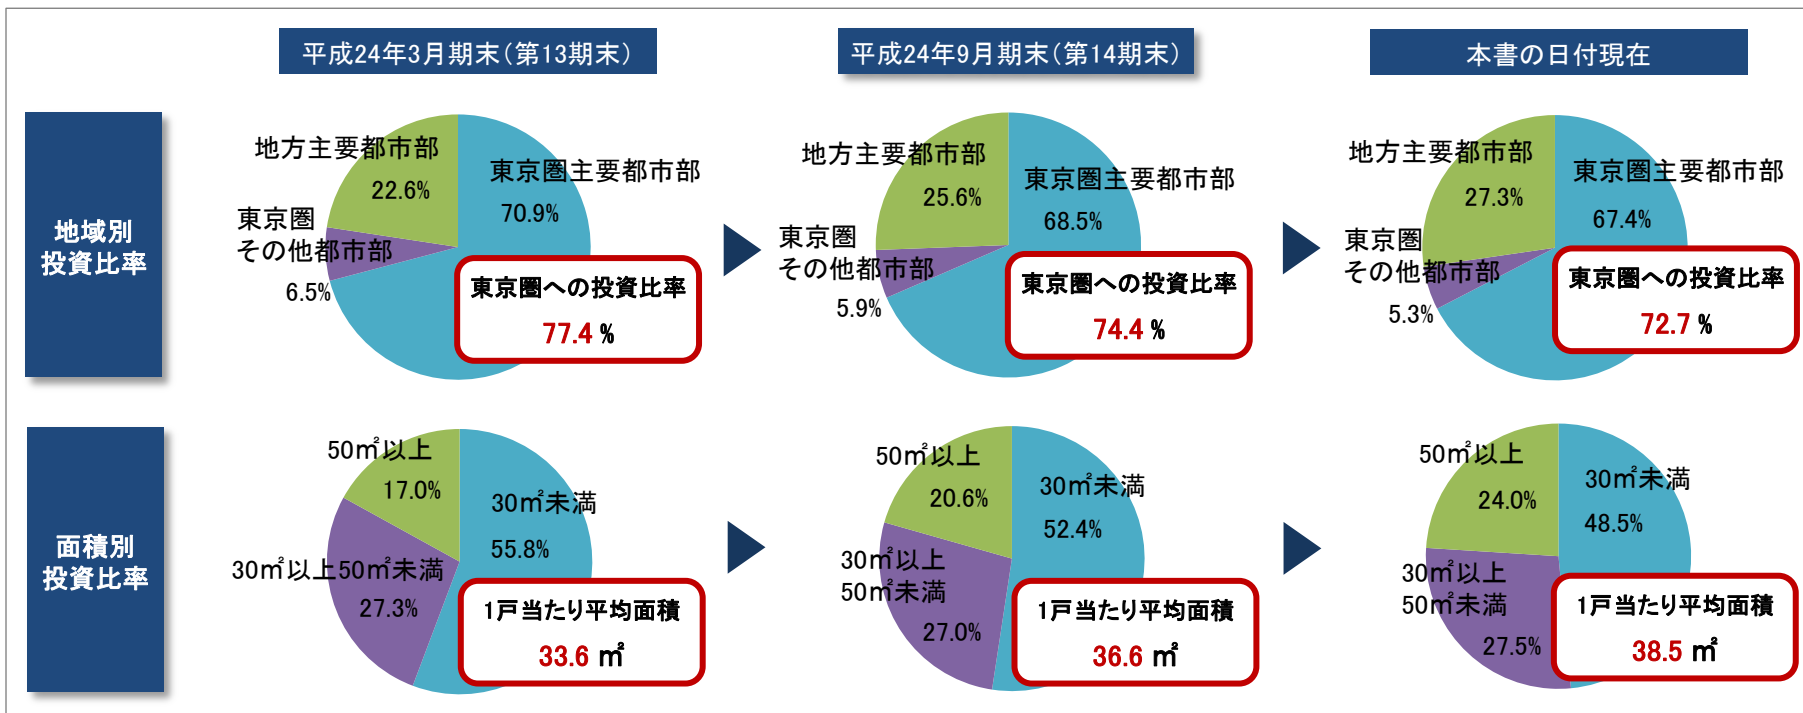 平成24年3月期末（第13期末）
平成24年9月期末（第14期末）
本書の日付現在
地域別
投資比率
地方主要都市部
22.6%
東京圏主要都市部
70.9%
東京圏
その他都市部
6.5%
東京圏への投資比率
77.4 %
地方主要都市部
25.6%
東京圏主要都市部
68.5%
東京圏
その他都市部
5.9%
東京圏への投資比率
74.4 %
地方主要都市部
27.3%
東京圏主要都市部
67.4%
東京圏
その他都市部
5.3%
東京圏への投資比率
72.7 %
面積別
投資比率
50㎡以上
17.0%
30㎡未満
55.8%
30㎡以上50㎡未満
27.3%
1戸当たり平均面積
33.6 ㎡
50㎡以上
20.6%
30㎡未満
52.4%
30㎡以上
50㎡未満
27.0%
1戸当たり平均面積
36.6 ㎡
50㎡以上
24.0%
30㎡未満
48.5%
30㎡以上
50㎡未満
27.5%
1戸当たり平均面積
38.5 ㎡